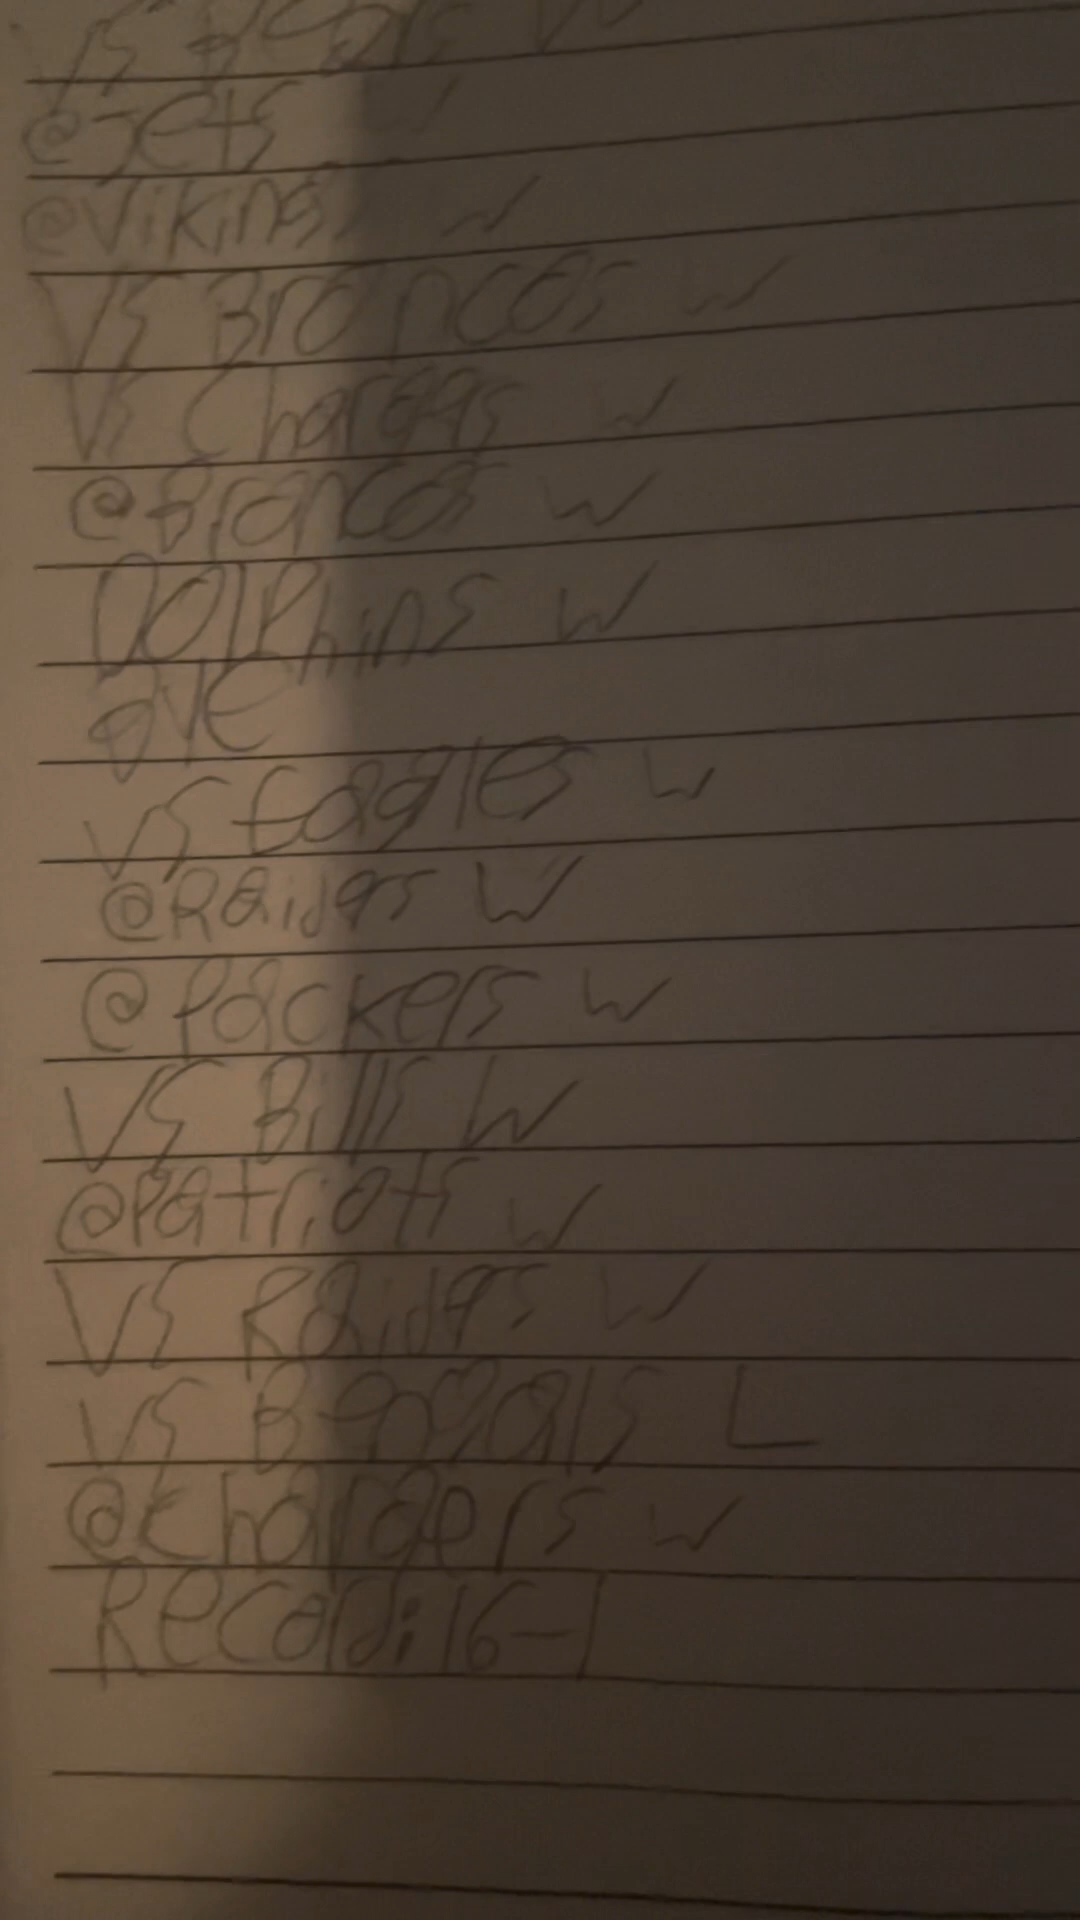 VS
@Jets
@Vikings W
VS Broncos W
VS Chargers W
@Broncos W
Dolphins W
BYE
VS Eagles W
@Raiders W
@Packers W
VS Bills W
@Patriots W
VS Raiders W
VS Bengals L
@Chargers W
Record: 16-1